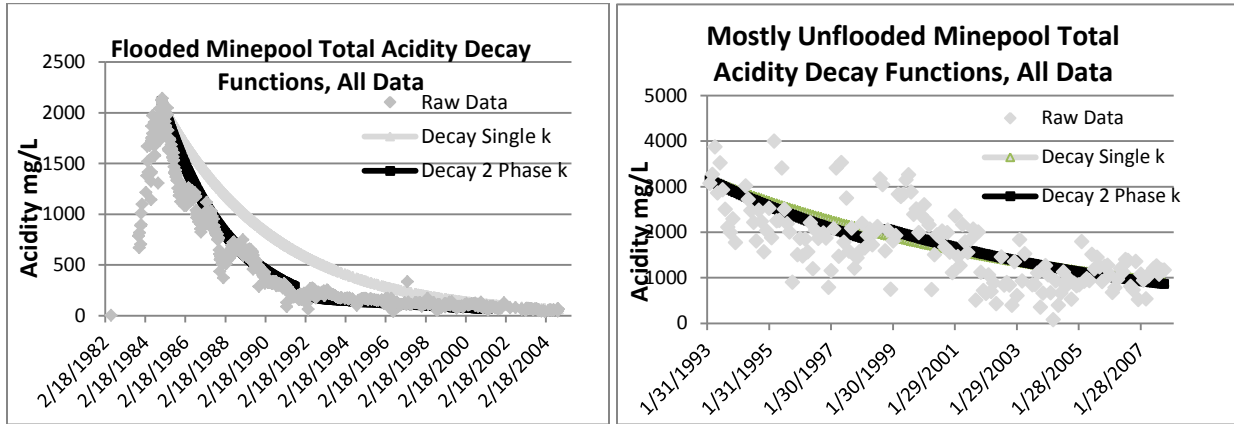 Flooded Minepool Total Acidity Decay
Functions, All Data
Acidity mg/L
2500
2000
1500
1000
500
0
Raw Data
Decay Single k
Decay 2 Phase k
2/18/1982
2/18/1984
2/18/1986
2/18/1988
2/18/1990
2/18/1992
2/18/1994
2/18/1996
2/18/1998
2/18/2000
2/18/2002
2/18/2004
Mostly Unflooded Minepool Total
Acidity Decay Functions, All Data
Acidity mg/L
5000
4000
3000
2000
1000
0
Raw Data
Decay Single k
Decay 2 Phase k
1/31/1993
1/31/1995
1/30/1997
1/30/1999
1/29/2001
1/29/2003
1/28/2005
1/28/2007